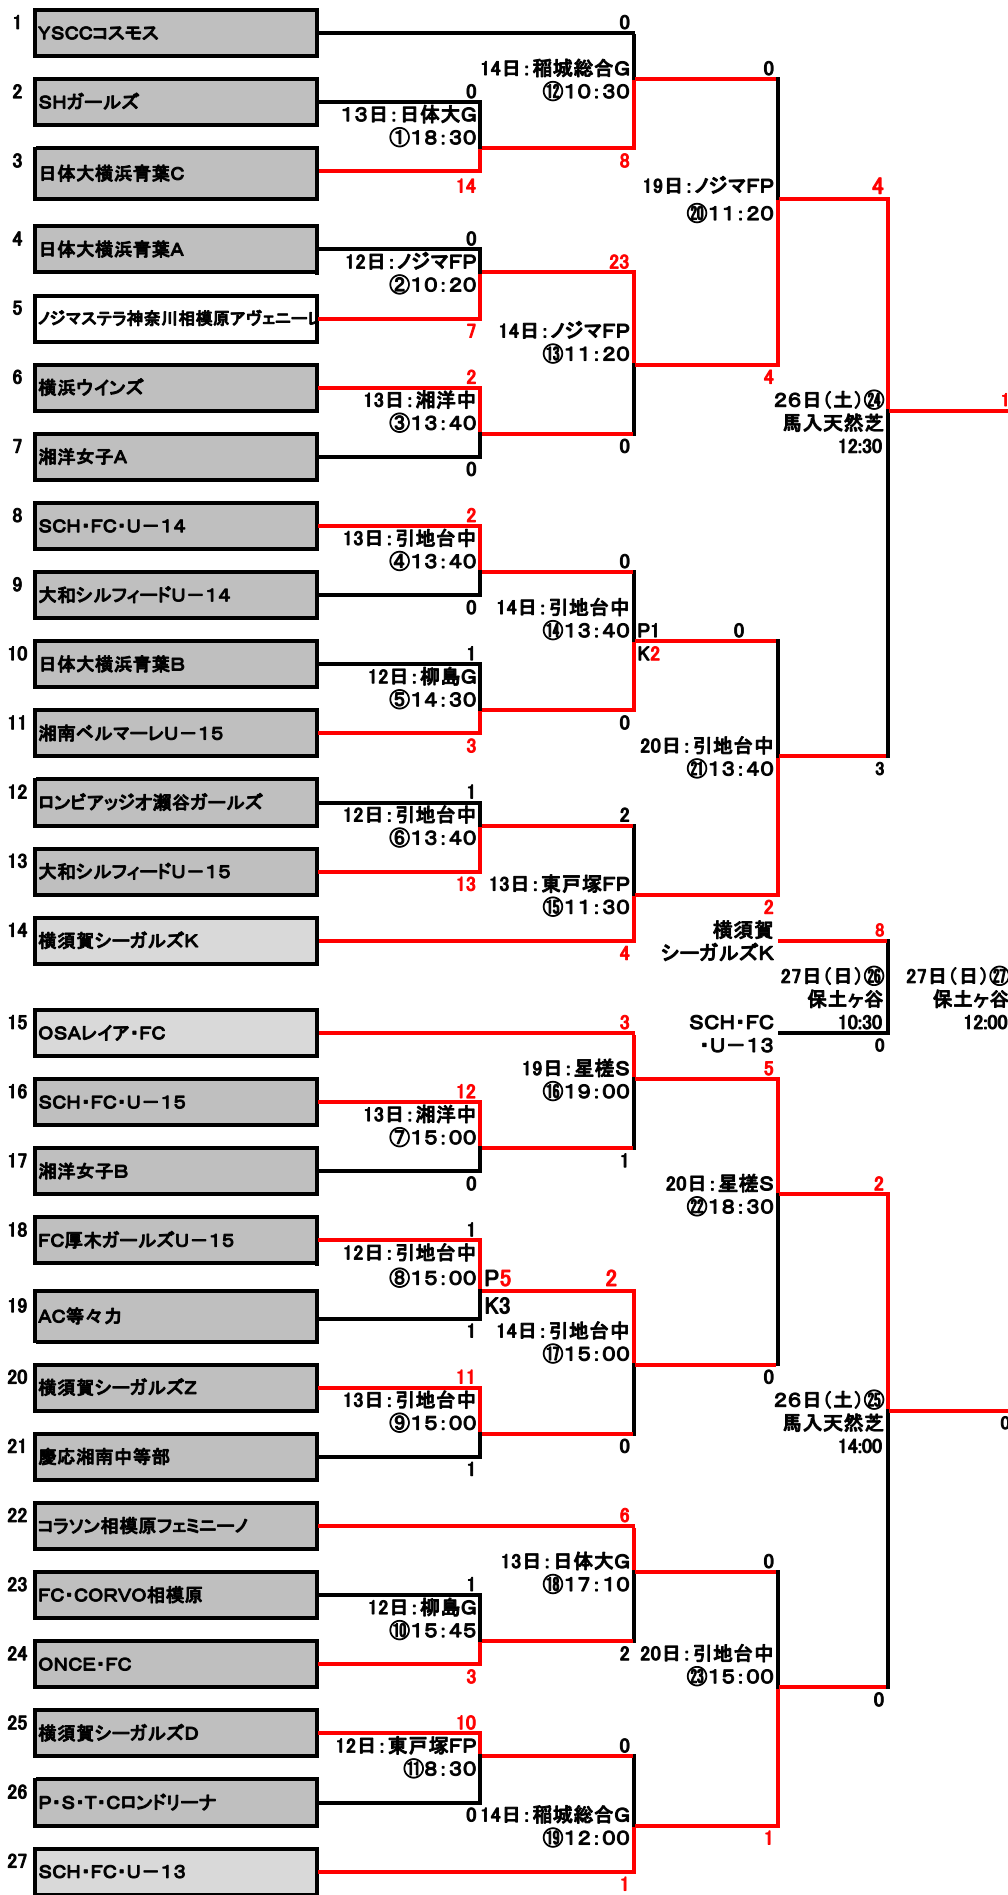 1
YSCCコスモス
0
14日：稲城総合G
⑫10：30
0
2
SHガールズ
0
13日：日体大G
①18：30
3
日体大横浜青葉C
14
8
19日：ノジマFP
⑳11：20
4
4
日体大横浜青葉A
0
12日：ノジマFP
②10：20
23
5
ノジマステラ神奈川相模原アヴェニーレ
7
14日：ノジマFP
⑬11：20
6
横浜ウインズ
2
4
13日：湘洋中
③13：40
26日（土）㉔
馬入天然芝
12:30
1
7
湘洋女子A
0
0
8
SCH・FC・U－14
2
13日：引地台中
④13：40
0
9
大和シルフィードU－14
0
14日：引地台中
⑭13：40
P1
K2
0
10
日体大横浜青葉B
1
12日：柳島G
⑤14：30
11
湘南ベルマーレU－15
3
0
20日：引地台中
㉑13：40
3
12
ロンビアッジオ瀬谷ガールズ
1
12日：引地台中
⑥13：40
2
13
大和シルフィードU－15
13
13日：東戸塚FP
⑮11：30
2
14
横須賀シーガルズK
4
横須賀
シーガルズK
8
27日（日）㉖
保土ヶ谷
10:30
27日（日）㉗
保土ヶ谷
12:00
SCH・FC
・U－13
0
15
OSAレイア・FC
3
19日：星槎S
⑯19：00
5
16
SCH・FC・U－15
12
13日：湘洋中
⑦15：00
17
湘洋女子B
0
1
20日：星槎S
㉒18：30
2
18
FC厚木ガールズU－15
1
12日：引地台中
⑧15：00
P5
K3
2
19
AC等々力
1
14日：引地台中
⑰15：00
20
横須賀シーガルズZ
11
0
13日：引地台中
⑨15：00
26日（土）㉕
馬入天然芝
14:00
0
21
慶応湘南中等部
1
0
22
コラソン相模原フェミニーノ
6
13日：日体大G
⑱17：10
0
23
FC・CORVO相模原
1
12日：柳島G
⑩15：45
24
ONCE・FC
3
2
20日：引地台中
㉓15：00
0
25
横須賀シーガルズD
10
12日：東戸塚FP
⑪8：30
0
26
P・S・T・Cロンドリーナ
0
14日：稲城総合G
⑲12：00
1
27
SCH・FC・U－13
1